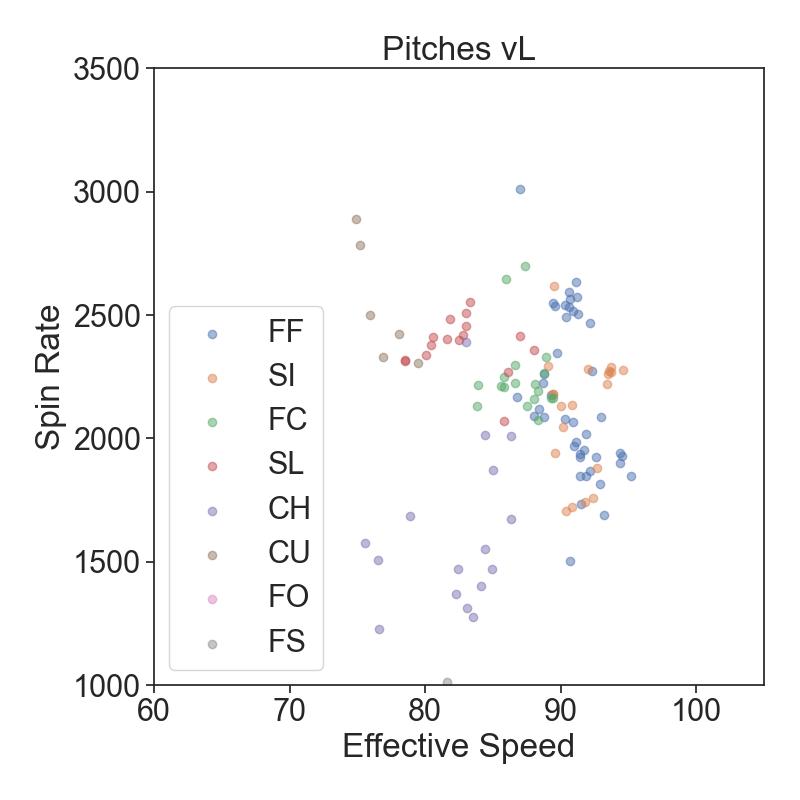 Pitches vL
3500
3000
2500
2000
1500
1000
Spin Rate
FF
SI
FC
SL
CH
CU
FO
FS
60
70
80
90
100
Effective Speed